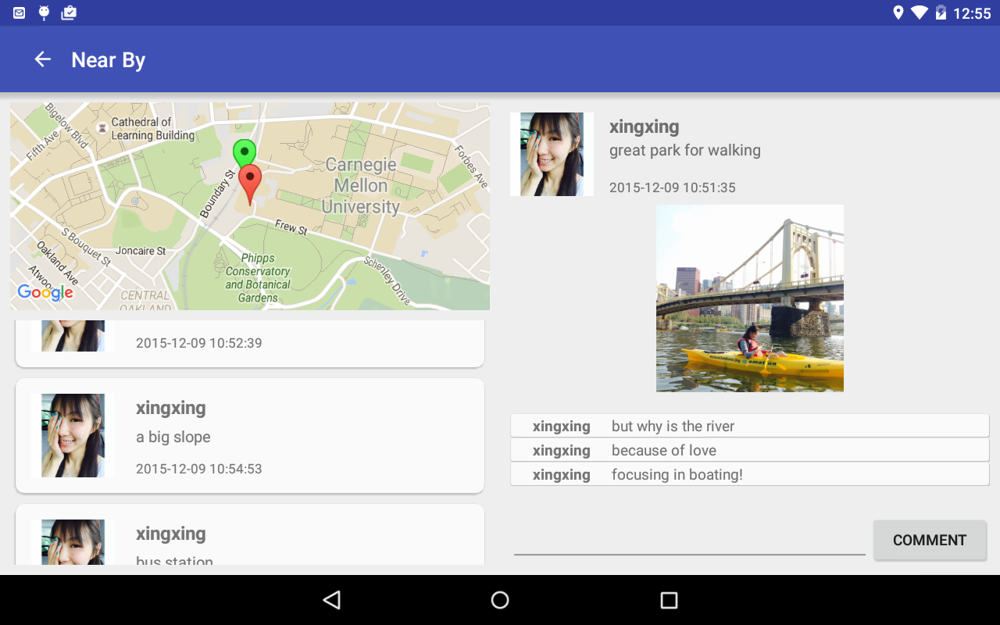 12:55
Near By
Bigelow Blvd
Fifth Ave
Cathedral of
Learning Building
Boundary St
Carnegie
Mellon
University
Forbes Ave
Frew St
S Bouquet St
Joncaire St
Oakland Ave
Phipps
Conservatory
and Botanical
Gardens
Schenley Drive
Google
CENTRAL
OAKLAND
2015-12-09 10:52:39
xingxing
a big slope
2015-12-09 10:54:53
xingxing
bus station
xingxing
great park for walking
2015-12-09 10:51:35
xingxing but why is the river
xingxing because of love
xingxing focusing in boating!
COMMENT